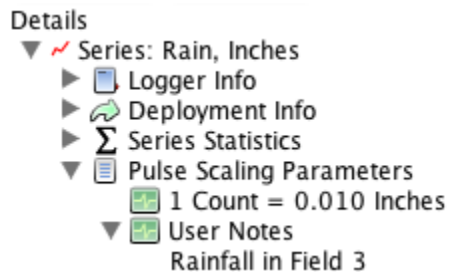 Details
Series: Rain, Inches
Logger Info
Deployment Info
Σ Series Statistics
Pulse Scaling Parameters
1 Count = 0.010 Inches
User Notes
Rainfall in Field 3